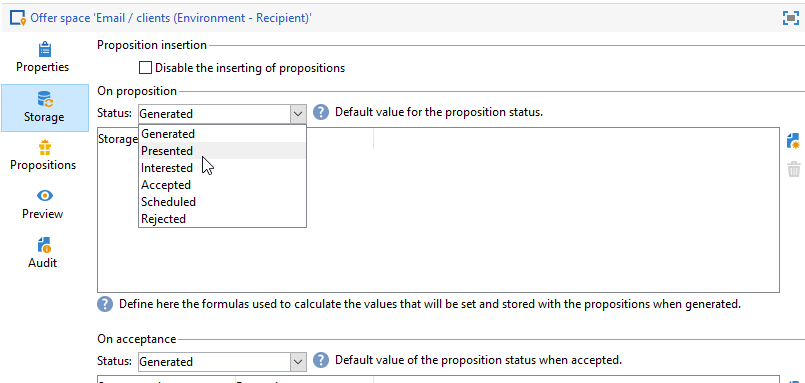 Offer space 'Email / clients (Environment - Recipient)'
Properties
Storage
Propositions
Preview
Audit
Proposition insertion
Disable the inserting of propositions
On proposition
Status: Generated
? Default value for the proposition status.
Storage
Generated
Presented
Interested
Accepted
Scheduled
Rejected
? Define here the formulas used to calculate the values that will be set and stored with the propositions when generated.
On acceptance
Status: Generated
? Default value of the proposition status when accepted.